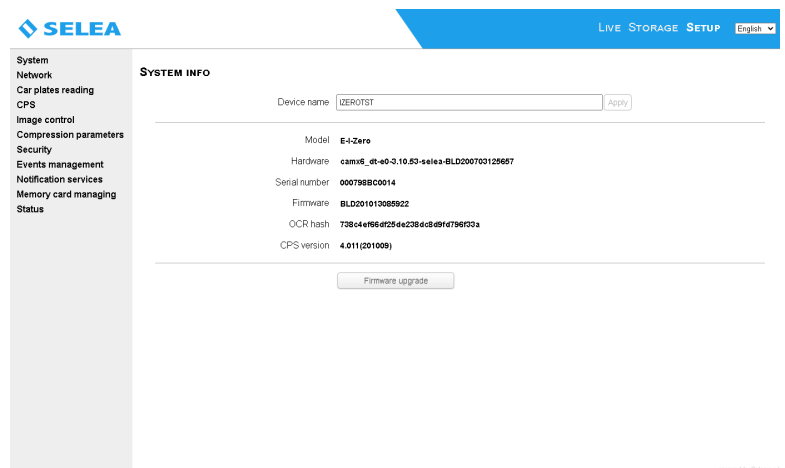 SELEA
LIVE STORAGE SETUP English
System
Network
Car plates reading
CPS
Image control
Compression parameters
Security
Events management
Notification services
Memory card managing
Status
SYSTEM INFO
Device name IZEROTST Apply
Model E-I-Zero
Hardware camx6_dt-e0-3.10.53-selea-BLD200703125657
Serial number 000798BC0014
Firmware BLD201013085922
OCR hash 738c4ef66df25de238dc8d9fd796f33a
CPS version 4.011(201009)
Firmware upgrade